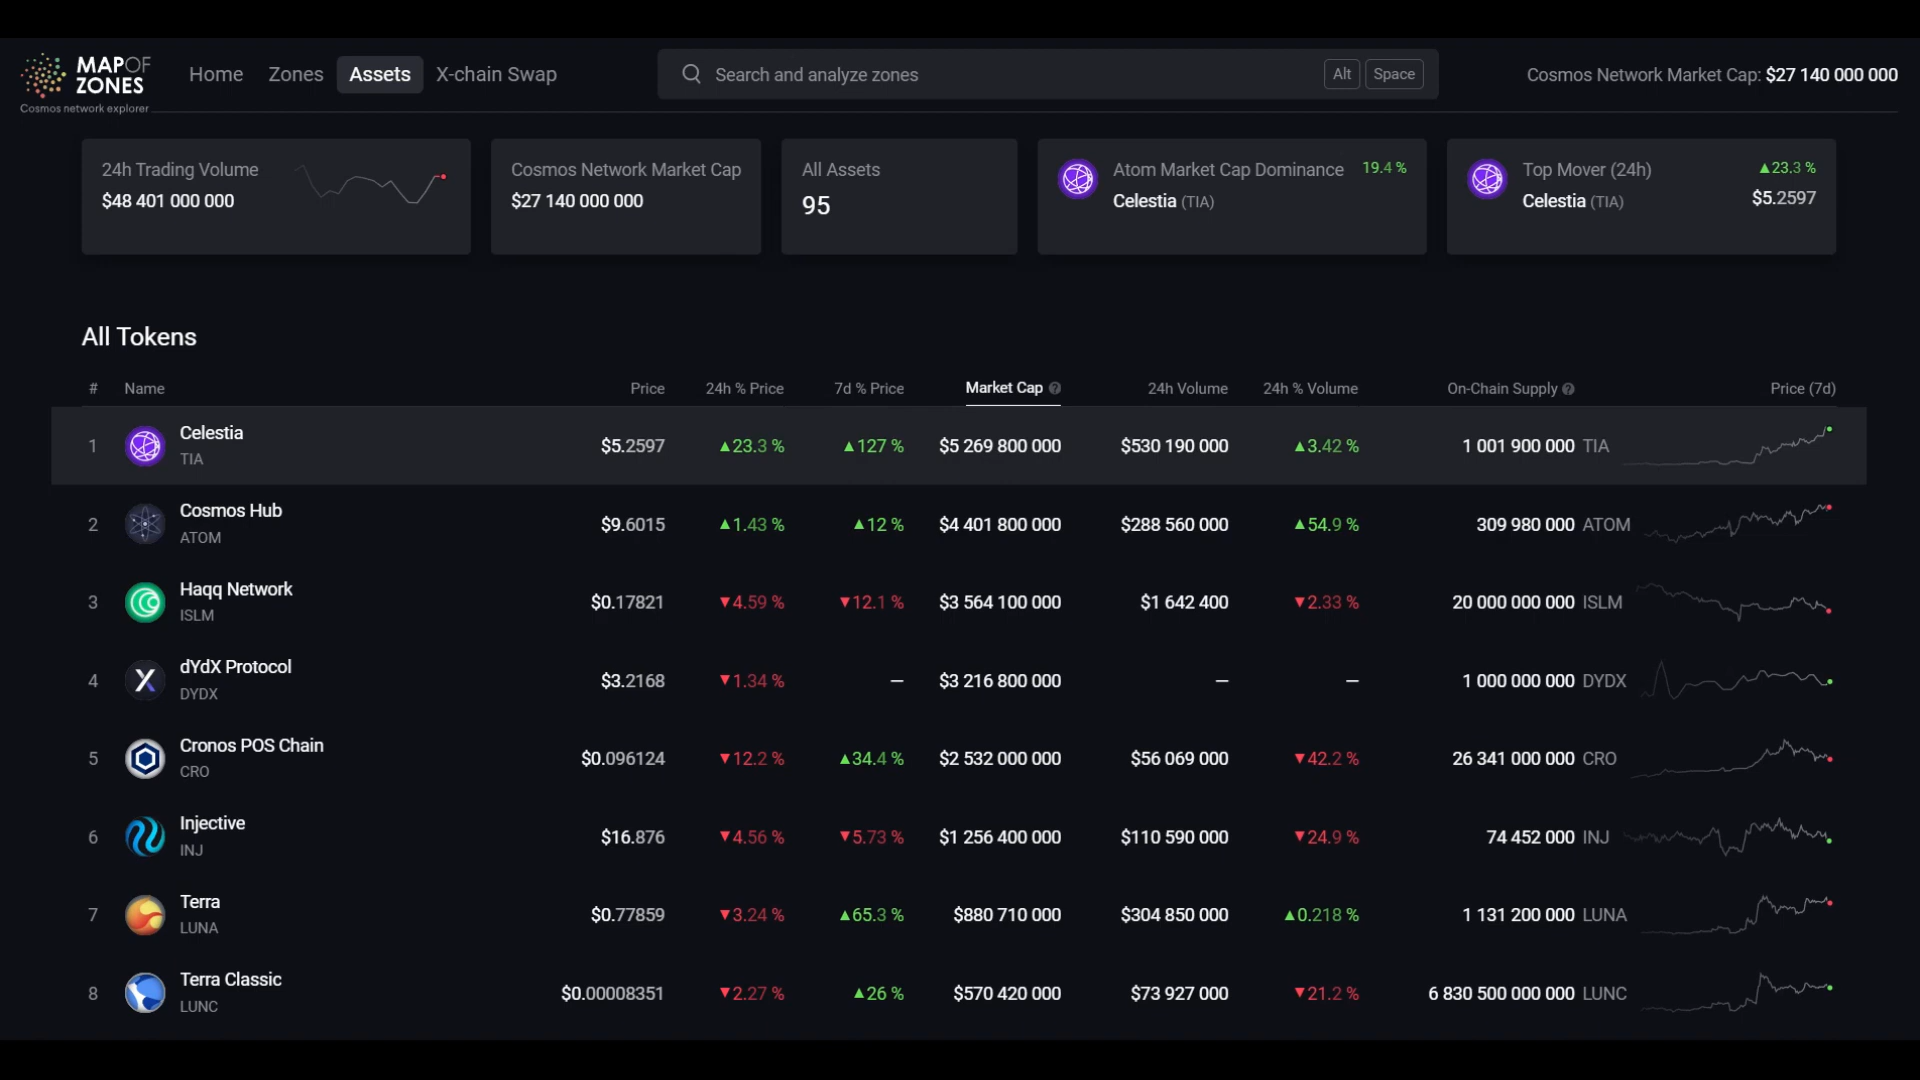 MAPOF
ZONES
Cosmos network explorer
Home Zones Assets X-chain Swap
Search and analyze zones Alt Space
Cosmos Network Market Cap: $27 140 000 000
24h Trading Volume
$48 401 000 000
Cosmos Network Market Cap
$27 140 000 000
All Assets
95
Atom Market Cap Dominance 19.4 %
Celestia (TIA)
Top Mover (24h) ▲23.3 %
Celestia (TIA) $5.2597
All Tokens
# Name Price 24h % Price 7d % Price Market Cap ? 24h Volume 24h % Volume On-Chain Supply ? Price (7d)
1 Celestia $5.2597 ▲23.3 % ▲127 % $5 269 800 000 $530 190 000 ▲3.42 % 1 001 900 000 TIA
TIA
2 Cosmos Hub $9.6015 ▲1.43 % ▲12 % $4 401 800 000 $288 560 000 ▲54.9 % 309 980 000 ATOM
ATOM
3 Haqq Network $0.17821 ▼4.59 % ▼12.1 % $3 564 100 000 $1 642 400 ▼2.33 % 20 000 000 000 ISLM
ISLM
4 dYdX Protocol $3.2168 ▼1.34 % – $3 216 800 000 – – 1 000 000 000 DYDX
DYDX
5 Cronos POS Chain $0.096124 ▼12.2 % ▲34.4 % $2 532 000 000 $56 069 000 ▼42.2 % 26 341 000 000 CRO
CRO
6 Injective $16.876 ▼4.56 % ▼5.73 % $1 256 400 000 $110 590 000 ▼24.9 % 74 452 000 INJ
INJ
7 Terra $0.77859 ▼3.24 % ▲65.3 % $880 710 000 $304 850 000 ▲0.218 % 1 131 200 000 LUNA
LUNA
8 Terra Classic $0.00008351 ▼2.27 % ▲26 % $570 420 000 $73 927 000 ▼21.2 % 6 830 500 000 000 LUNC
LUNC